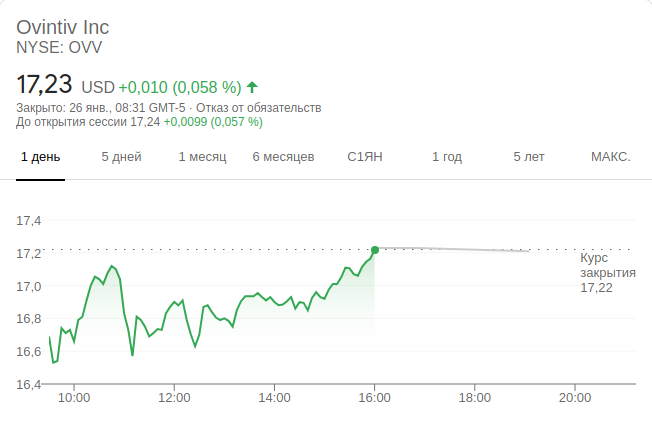 Ovintiv Inc
NYSE: OVV
17,23 USD +0,010 (0,058 %)
Закрыто: 26 янв., 08:31 GMT-5 · Отказ от обязательств
До открытия сессии 17,24 +0,0099 (0,057 %)
1 день 5 дней 1 месяц 6 месяцев С1ЯН 1 год 5 лет МАКС.
17,4
17,2
Курс
закрытия
17,22
17,0
16,8
16,6
16,4
10:00 12:00 14:00 16:00 18:00 20:00